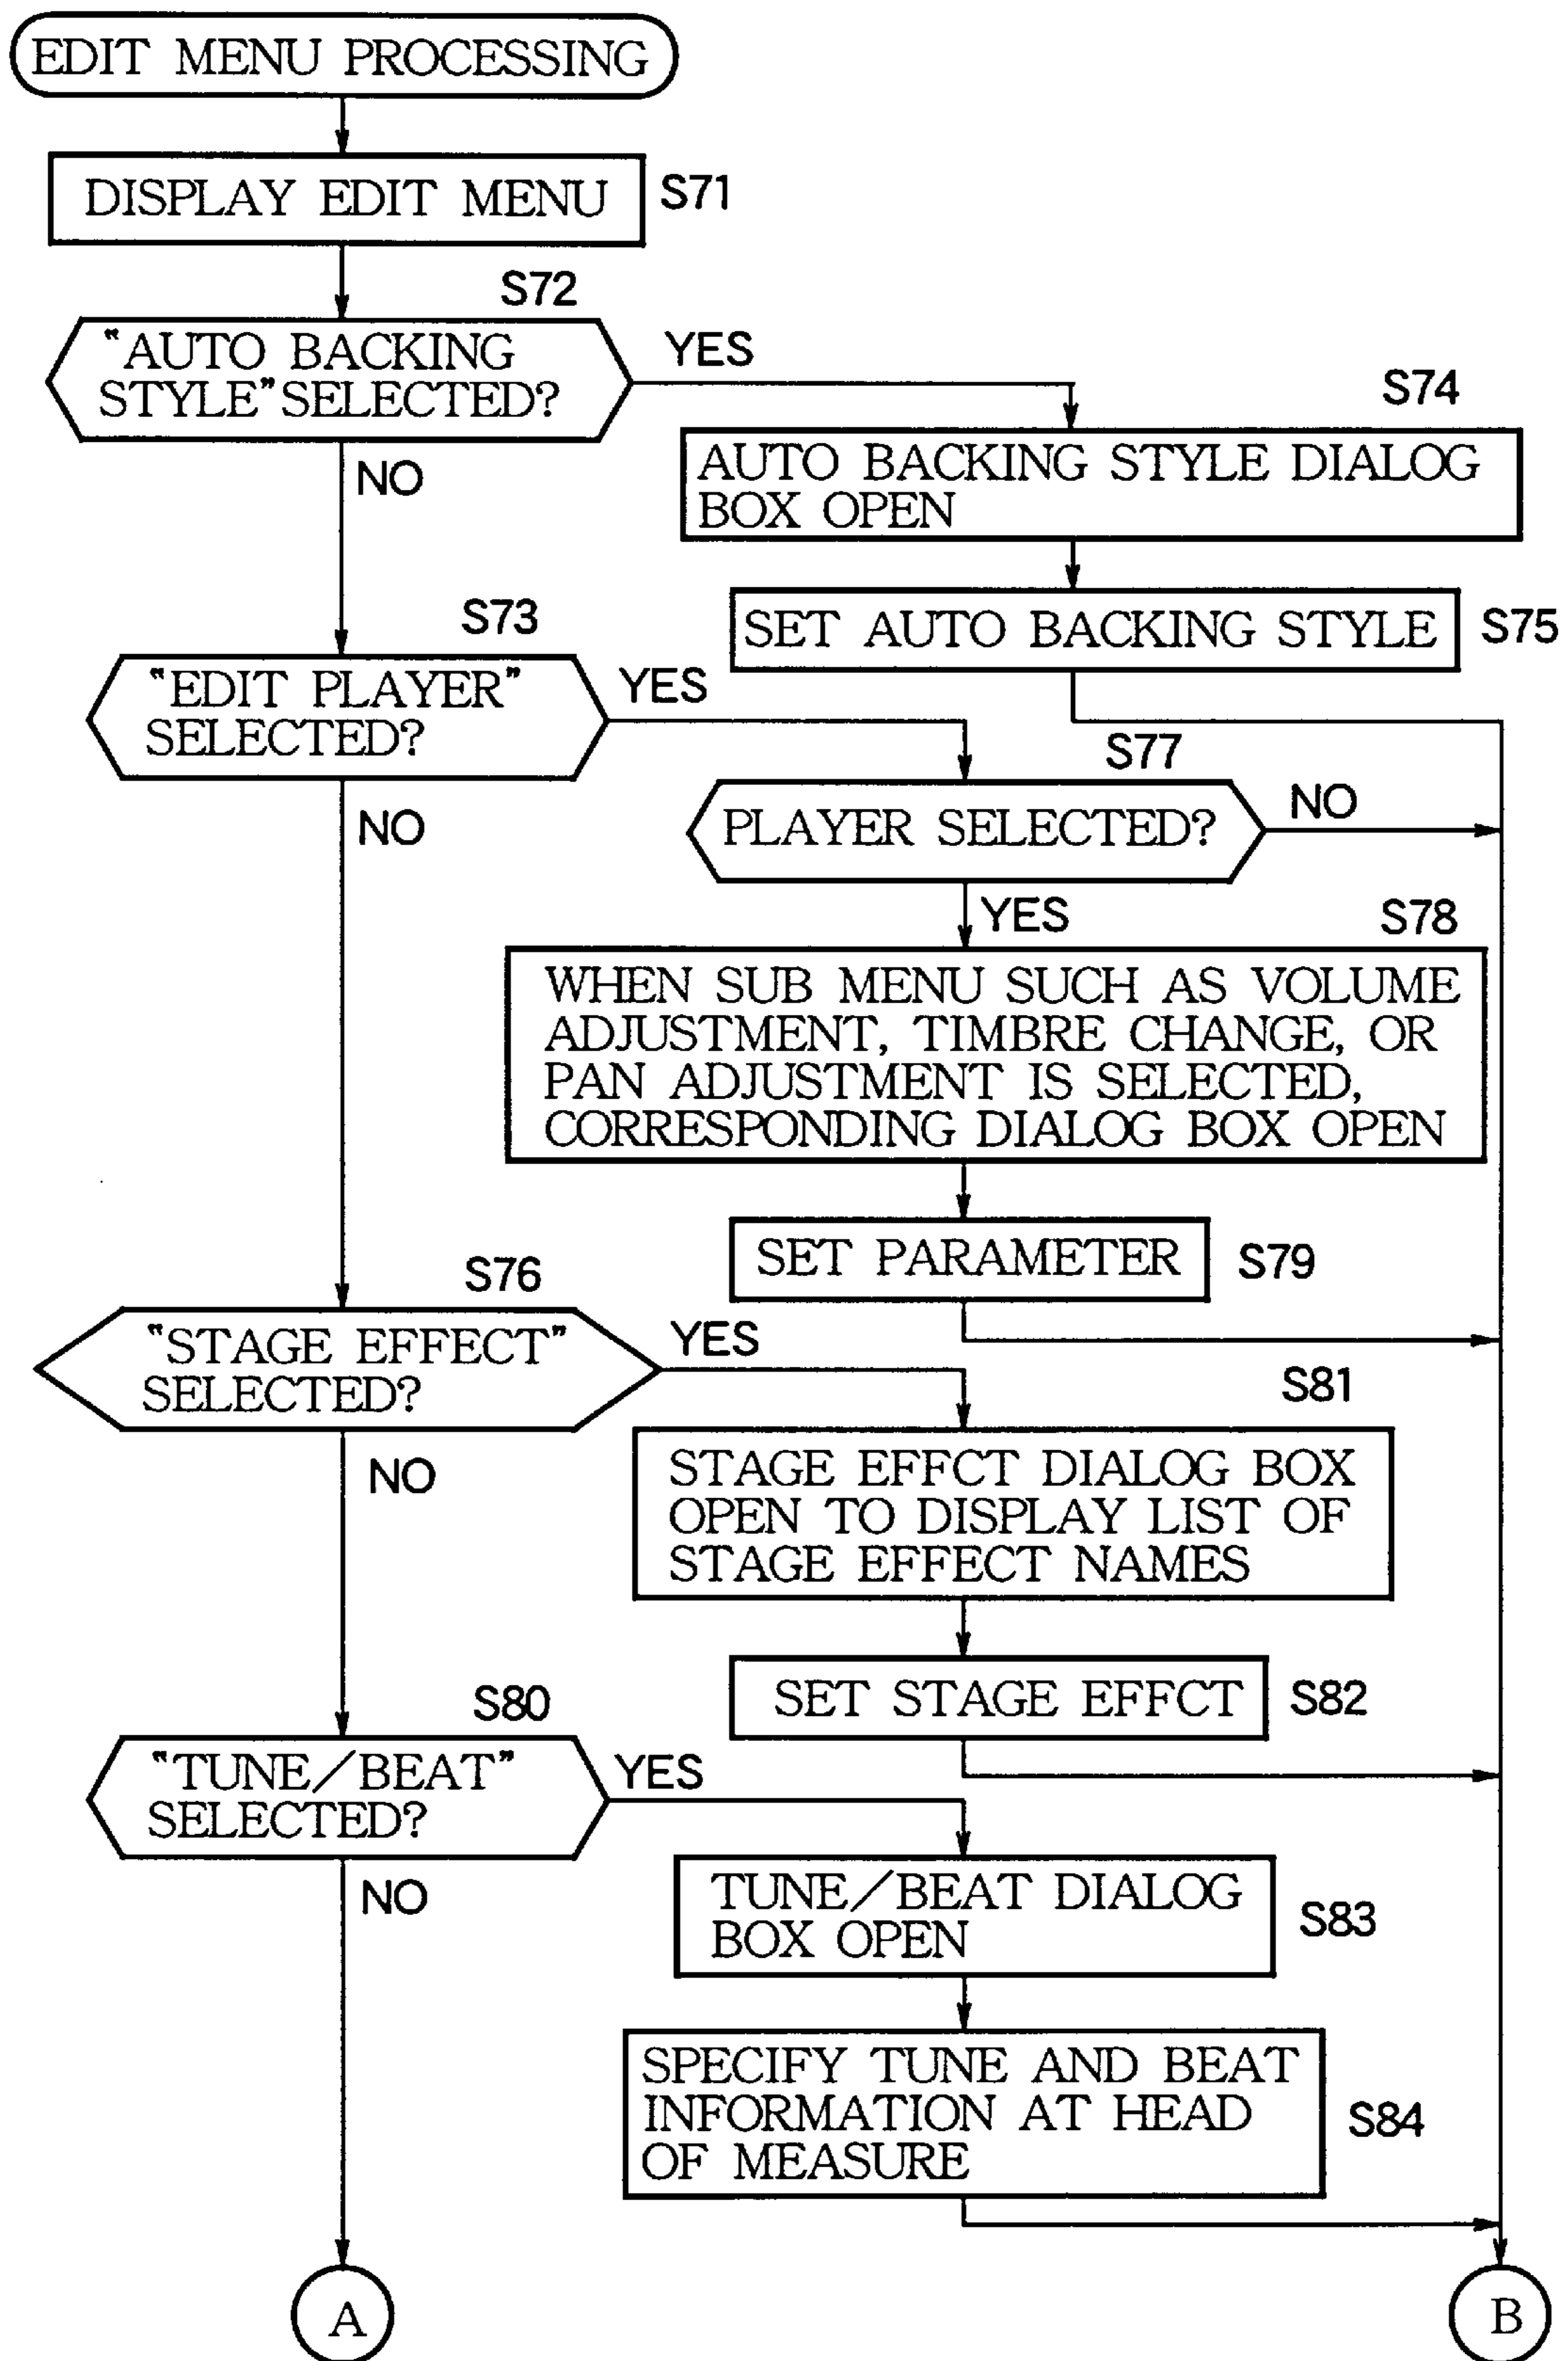 EDIT MENU PROCESSING
DISPLAY EDIT MENU
S71
S72
"AUTO BACKING
STYLE" SELECTED?
YES
NO
S74
AUTO BACKING STYLE DIALOG
BOX OPEN
SET AUTO BACKING STYLE
S75
S73
"EDIT PLAYER"
SELECTED?
YES
NO
S77
PLAYER SELECTED?
NO
YES
S78
WHEN SUB MENU SUCH AS VOLUME
ADJUSTMENT, TIMBRE CHANGE, OR
PAN ADJUSTMENT IS SELECTED,
CORRESPONDING DIALOG BOX OPEN
SET PARAMETER
S79
S76
"STAGE EFFECT"
SELECTED?
YES
NO
S81
STAGE EFFCT DIALOG BOX
OPEN TO DISPLAY LIST OF
STAGE EFFECT NAMES
SET STAGE EFFCT
S82
S80
"TUNE/BEAT"
SELECTED?
YES
NO
TUNE/BEAT DIALOG
BOX OPEN
S83
SPECIFY TUNE AND BEAT
INFORMATION AT HEAD
OF MEASURE
S84
A
B